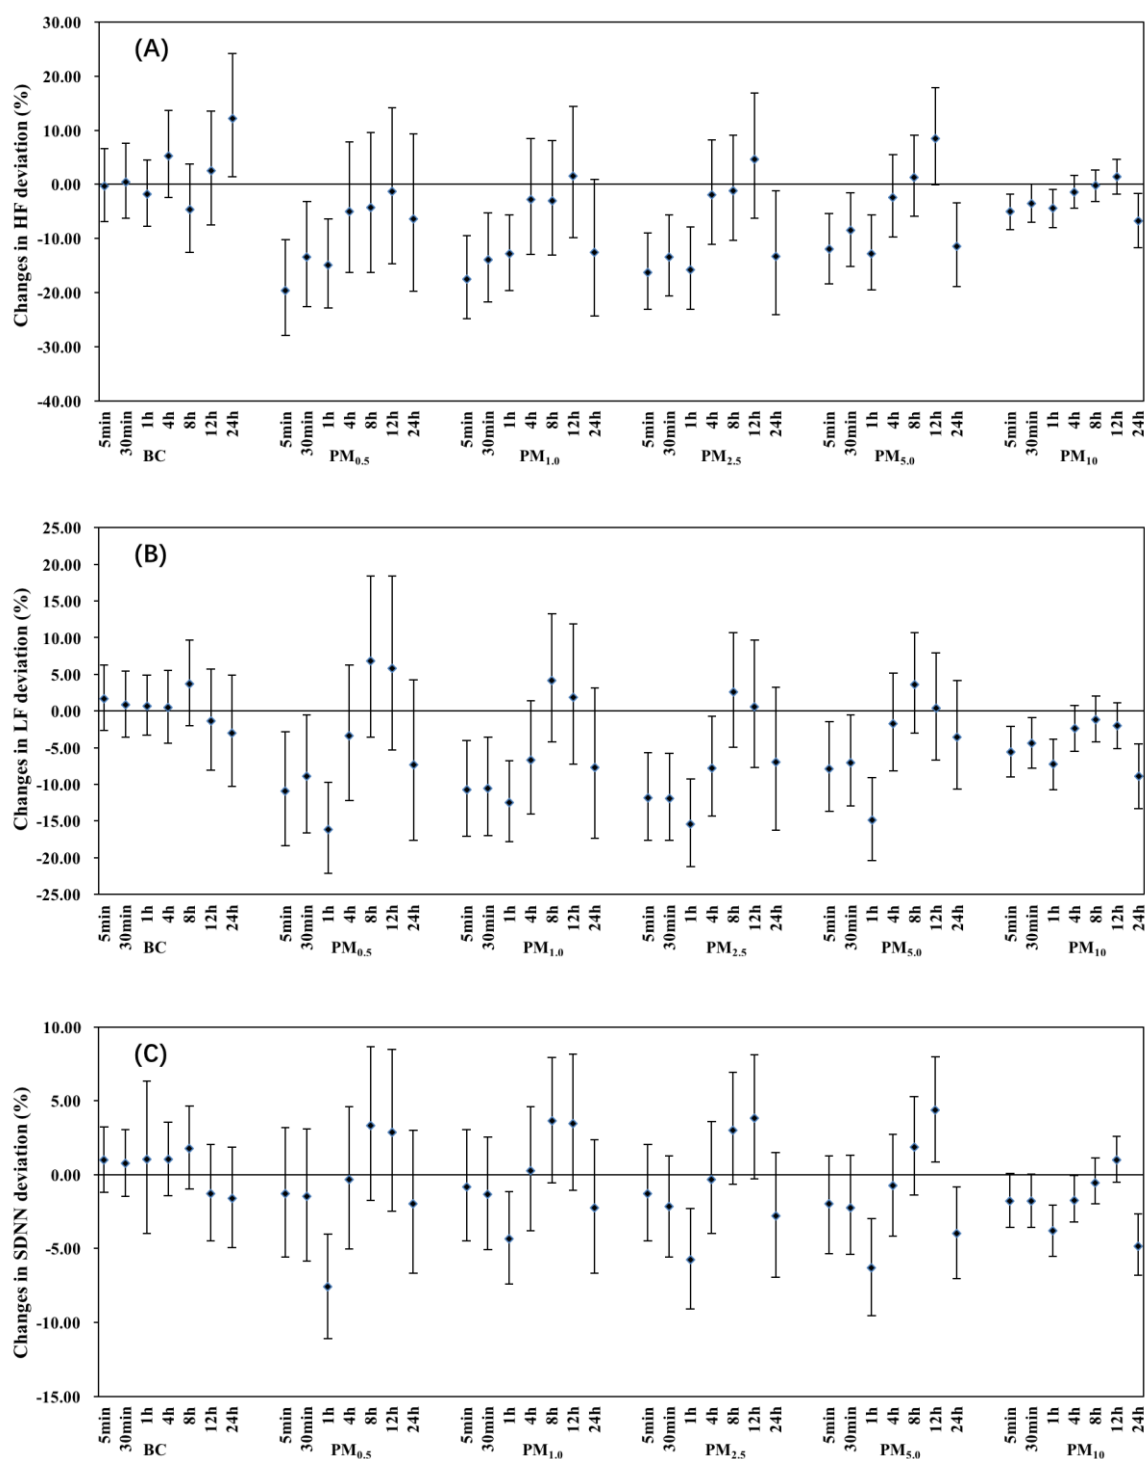 (A)
Changes in HF deviation (%)
30.00
20.00
10.00
0.00
-10.00
-20.00
-30.00
-40.00
5min 30min 1h 4h 8h 12h 24h 5min 30min 1h 4h 8h 12h 24h 5min 30min 1h 4h 8h 12h 24h 5min 30min 1h 4h 8h 12h 24h 5min 30min 1h 4h 8h 12h 24h 5min 30min 1h 4h 8h 12h 24h
BC PM0.5 PM1.0 PM2.5 PM5.0 PM10
(B)
Changes in LF deviation (%)
25.00
20.00
15.00
10.00
5.00
0.00
-5.00
-10.00
-15.00
-20.00
-25.00
5min 30min 1h 4h 8h 12h 24h 5min 30min 1h 4h 8h 12h 24h 5min 30min 1h 4h 8h 12h 24h 5min 30min 1h 4h 8h 12h 24h 5min 30min 1h 4h 8h 12h 24h 5min 30min 1h 4h 8h 12h 24h
BC PM0.5 PM1.0 PM2.5 PM5.0 PM10
(C)
Changes in SDNN deviation (%)
10.00
5.00
0.00
-5.00
-10.00
-15.00
5min 30min 1h 4h 8h 12h 24h 5min 30min 1h 4h 8h 12h 24h 5min 30min 1h 4h 8h 12h 24h 5min 30min 1h 4h 8h 12h 24h 5min 30min 1h 4h 8h 12h 24h 5min 30min 1h 4h 8h 12h 24h
BC PM0.5 PM1.0 PM2.5 PM5.0 PM10